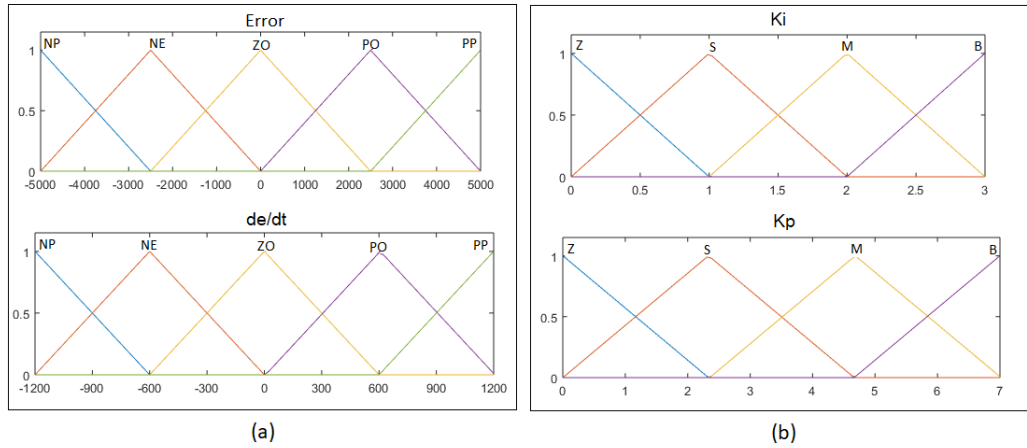 Error
NP NE ZO PO PP
1
0.5
0
-5000 -4000 -3000 -2000 -1000 0 1000 2000 3000 4000 5000
de/dt
NP NE ZO PO PP
1
0.5
0
-1200 -900 -600 -300 0 300 600 900 1200
(a)
Ki
Z S M B
1
0.5
0
0 0.5 1 1.5 2 2.5 3
Kp
Z S M B
1
0.5
0
0 1 2 3 4 5 6 7
(b)